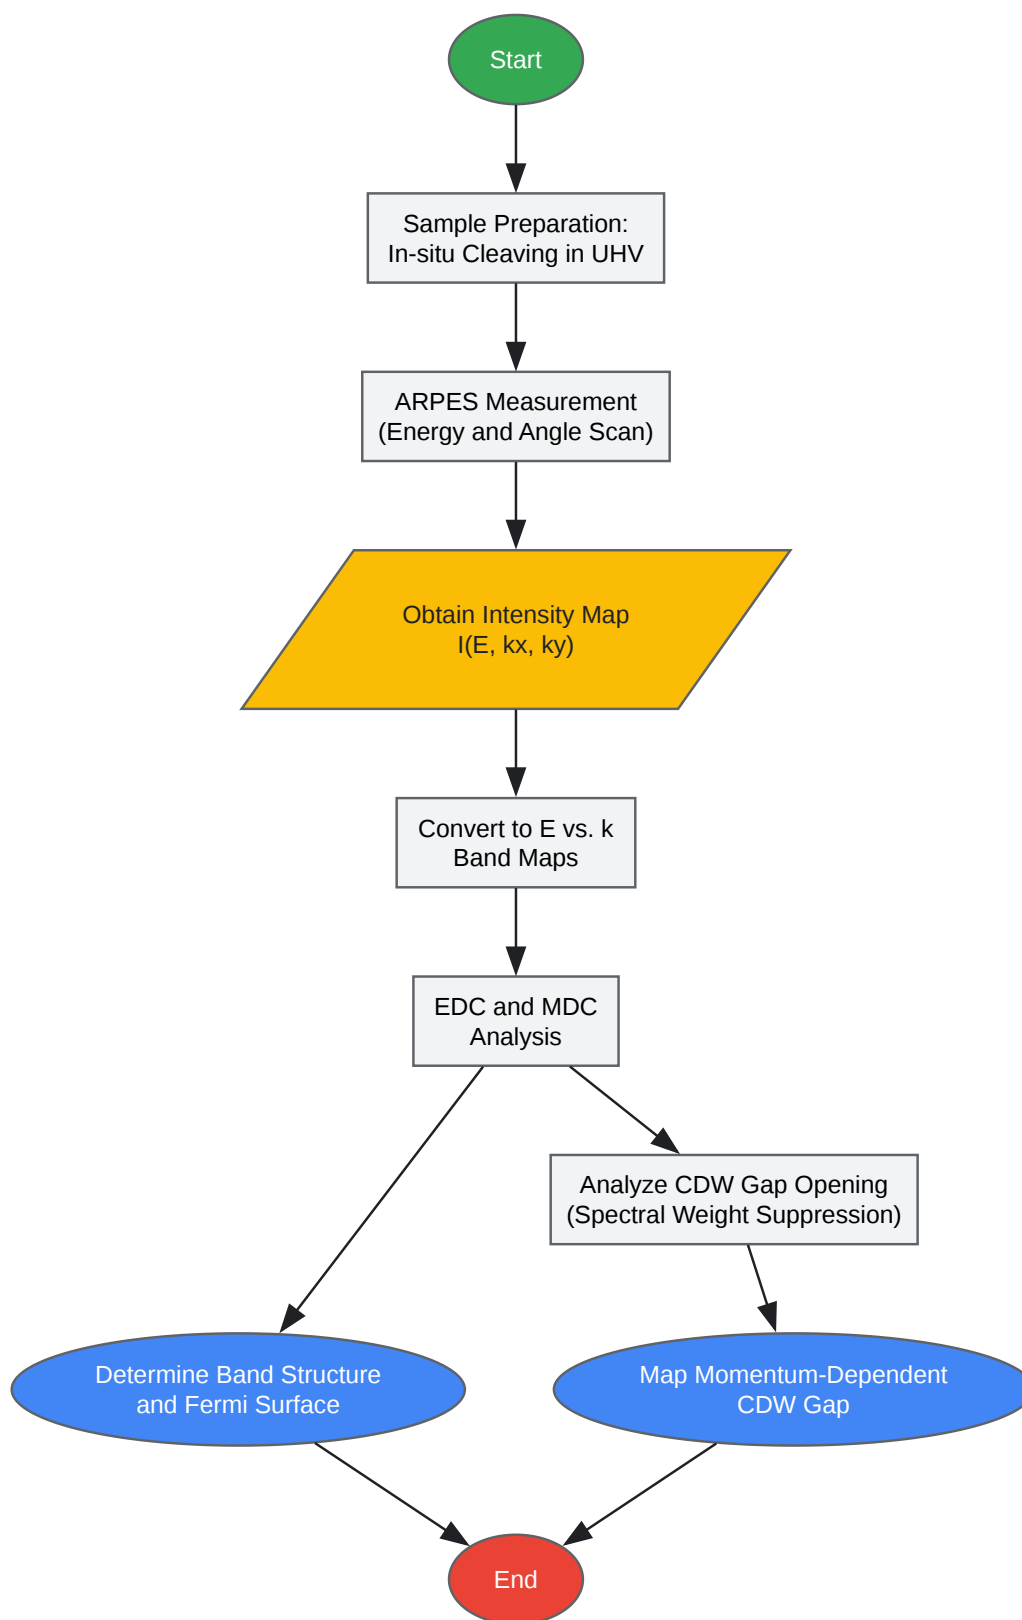 Start
Sample Preparation:
In-situ Cleaving in UHV
ARPES Measurement
(Energy and Angle Scan)
Obtain Intensity Map
I(E, kx, ky)
Convert to E vs. k
Band Maps
EDC and MDC
Analysis
Analyze CDW Gap Opening
(Spectral Weight Suppression)
Determine Band Structure
and Fermi Surface
Map Momentum-Dependent
CDW Gap
End